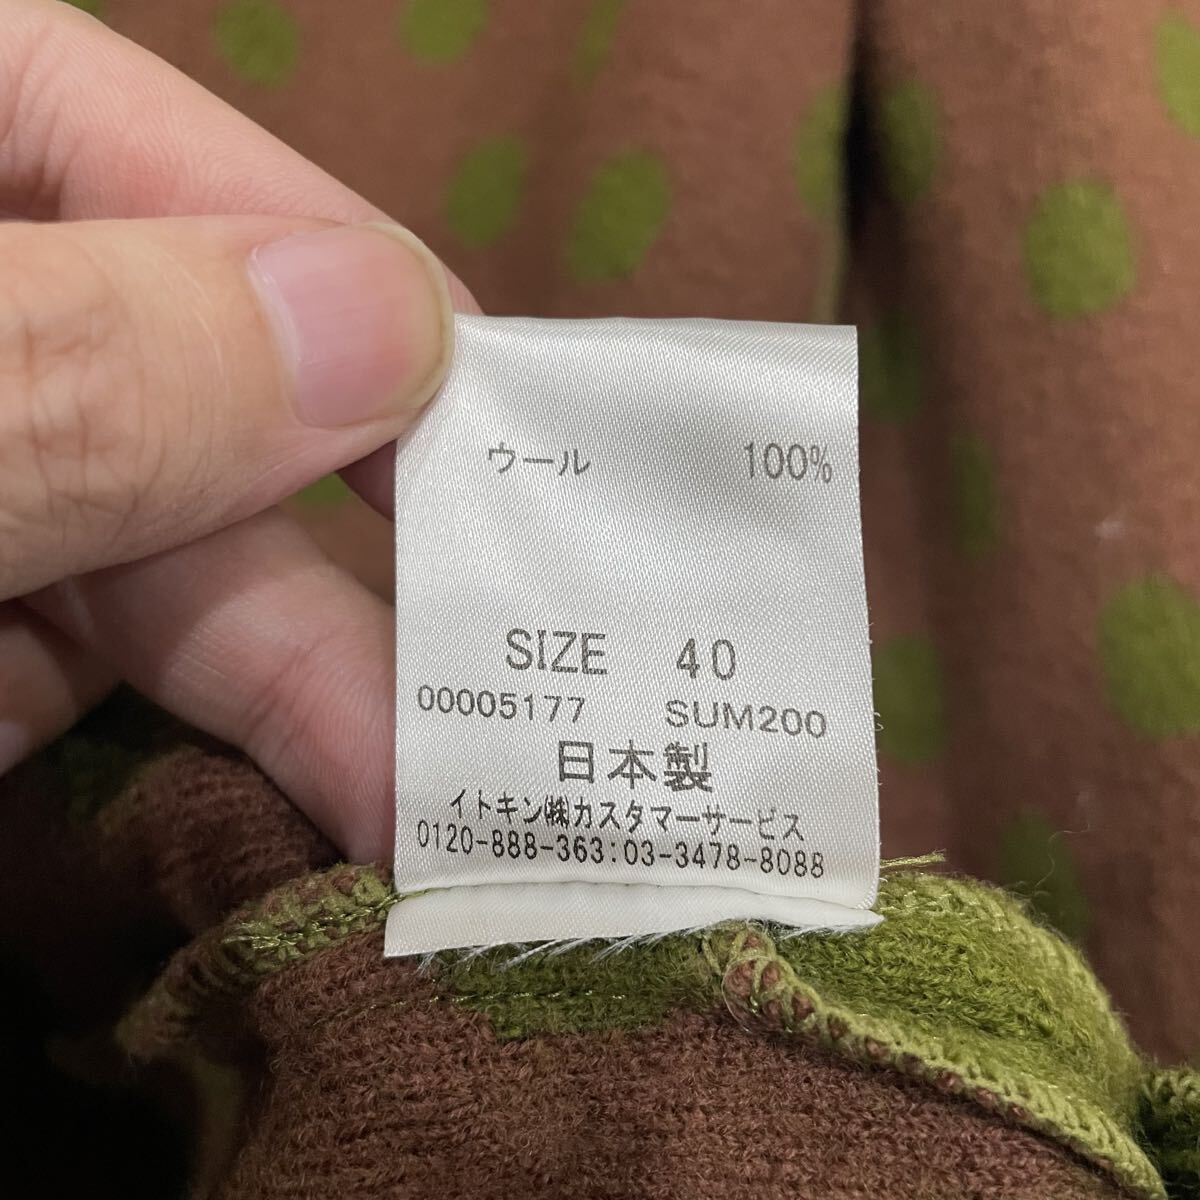 ウール 100%
SIZE 40
00005177 SUM200
日本製
イトキン㈱カスタマーサービス
0120-888-363:03-3478-8088